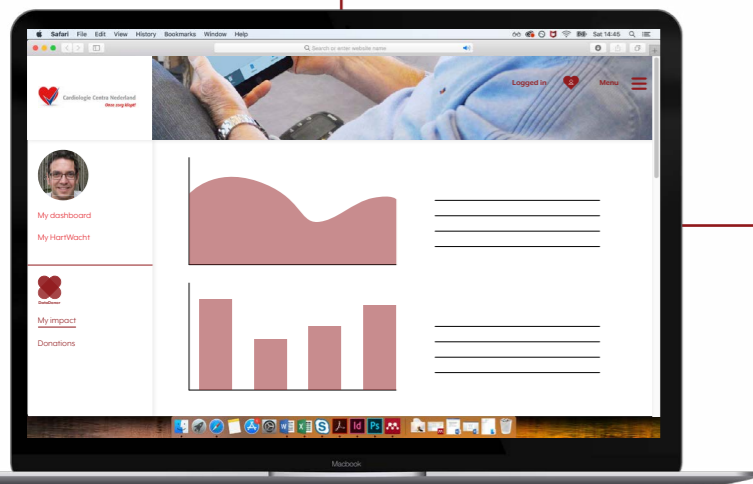 Safari File Edit View History Bookmarks Window Help
Sat 14:45
Search or enter website name
Cardiologie Centra Nederland
Onze zorg klopt
Logged in
Menu
My dashboard
My HartWacht
DataDonor
My impact
Donations
Macbook